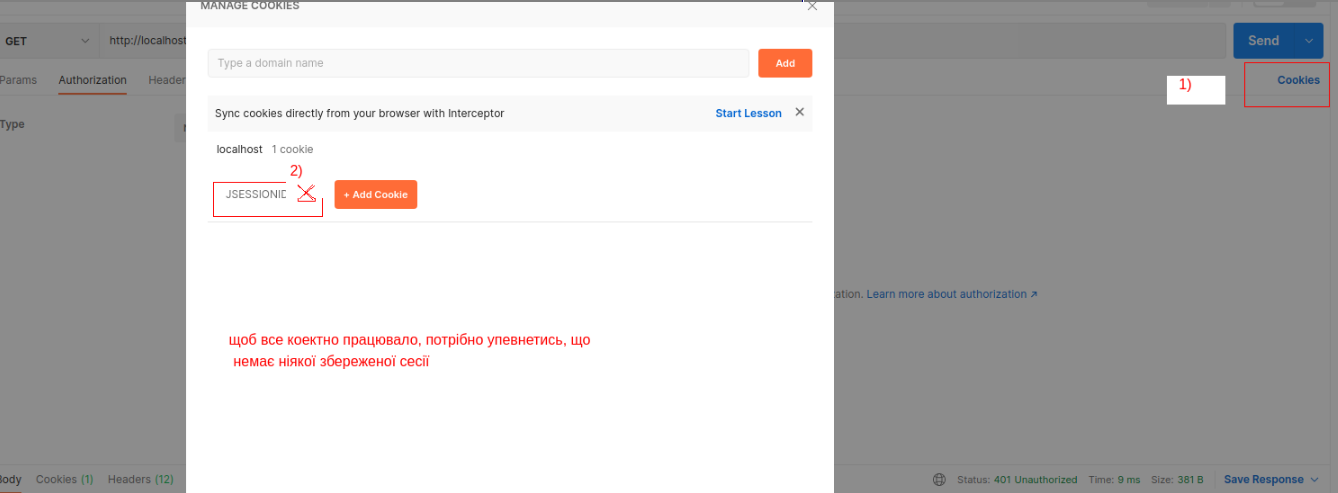 MANAGE COOKIES
GET
http://localhost
Send
Type a domain name
Add
Params
Authorization
Header
1)
Cookies
Sync cookies directly from your browser with Interceptor
Start Lesson
Type
localhost 1 cookie
2)
JSESSIONID
+ Add Cookie
Learn more about authorization ↗
щоб все коектно працювало, потрібно упевнетись, що
немає ніякої збереженої сесії
Body
Cookies (1)
Headers (12)
Status: 401 Unauthorized
Time: 9 ms
Size: 381 B
Save Response